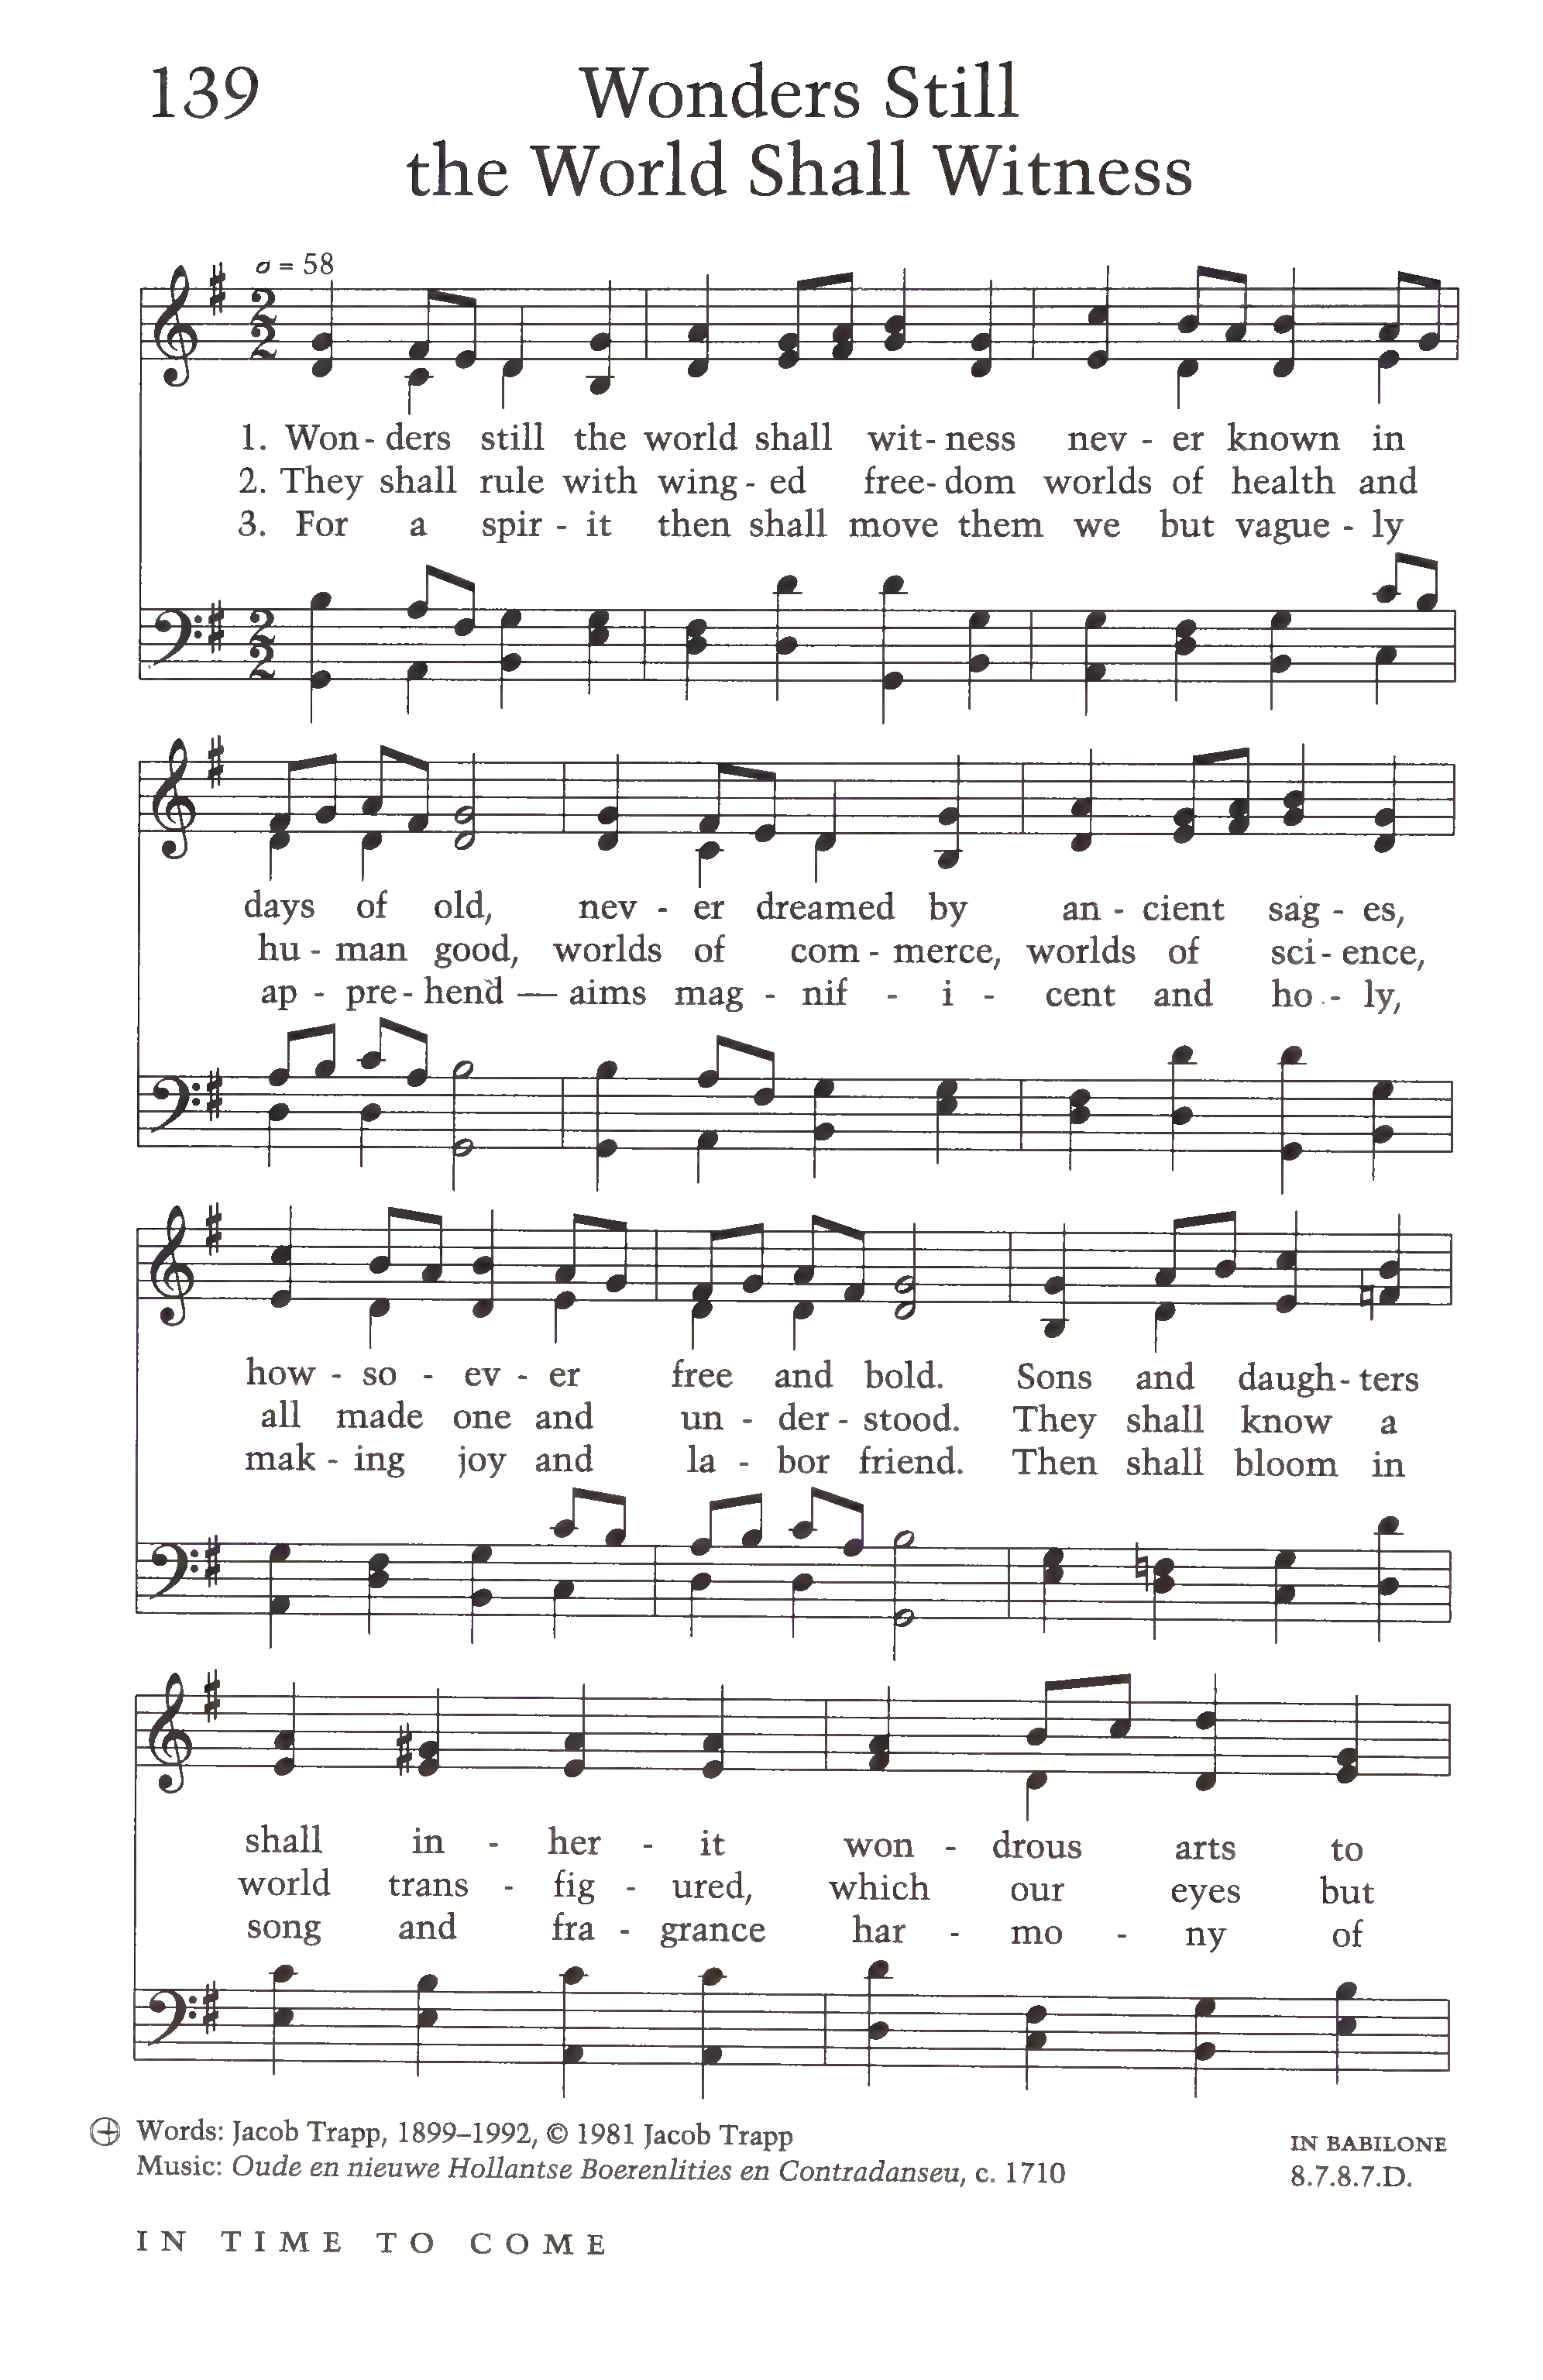 139
Wonders Still
the World Shall Witness
= 58
1. Won- ders still the world shall wit- ness nev - er known in
2. They shall rule with wing - ed free- dom worlds of health and
3. For a spir - it then shall move them we but vague - ly
days of old, nev - er dreamed by an - cient sag - es,
hu - man good, worlds of com - merce, worlds of sci - ence,
ap - pre - hend — aims mag - nif - i - cent and ho - ly,
how - so - ev - er free and bold. Sons and daugh - ters
all made one and un - der - stood. They shall know a
mak - ing joy and la - bor friend. Then shall bloom in
shall in - her - it won - drous arts to
world trans - fig - ured, which our eyes but
song and fra - grance har - mo - ny of
Words: Jacob Trapp, 1899–1992, © 1981 Jacob Trapp
Music: Oude en nieuwe Hollantse Boerenlities en Contradanseu, c. 1710
IN BABILONE
8.7.8.7.D.
IN TIME TO COME